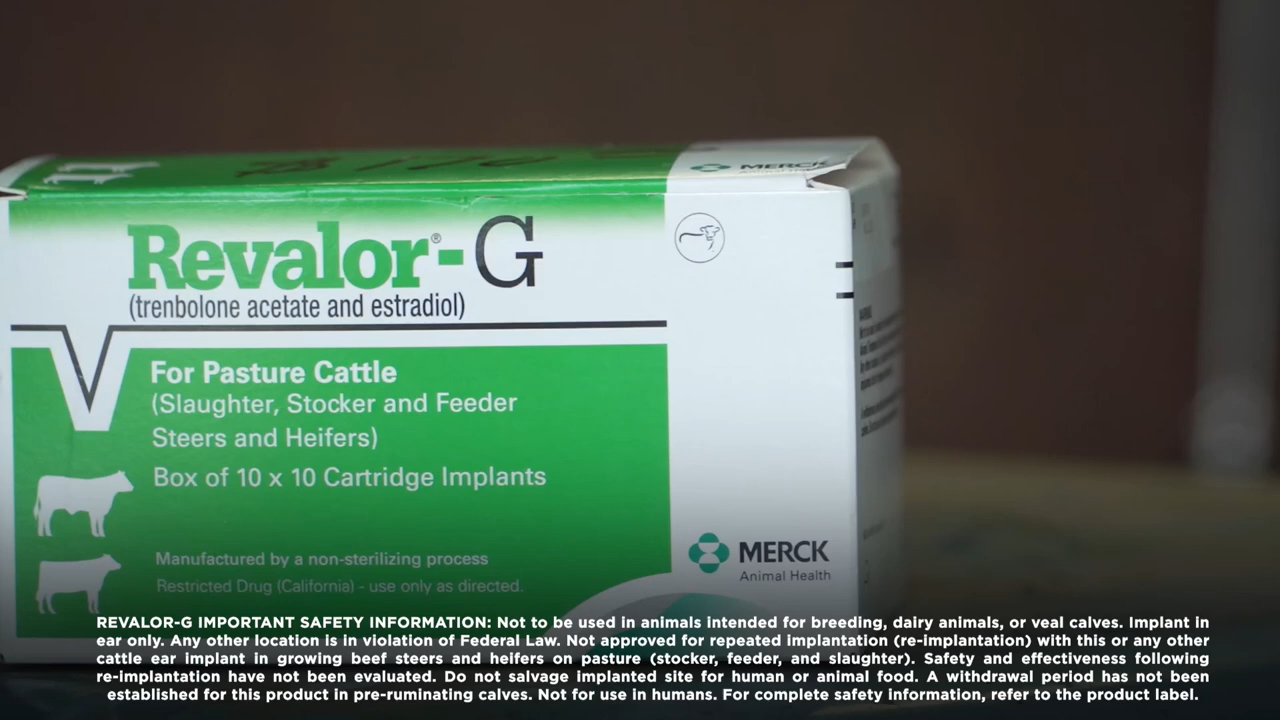 MERCK
Revalor®-G
(trenbolone acetate and estradiol)
For Pasture Cattle
(Slaughter, Stocker and Feeder
Steers and Heifers)
Box of 10 x 10 Cartridge Implants
Manufactured by a non-sterilizing process
Restricted Drug (California) - use only as directed.
MERCK
Animal Health
REVALOR-G IMPORTANT SAFETY INFORMATION: Not to be used in animals intended for breeding, dairy animals, or veal calves. Implant in
ear only. Any other location is in violation of Federal Law. Not approved for repeated implantation (re-implantation) with this or any other
cattle ear implant in growing beef steers and heifers on pasture (stocker, feeder, and slaughter). Safety and effectiveness following
re-implantation have not been evaluated. Do not salvage implanted site for human or animal food. A withdrawal period has not been
established for this product in pre-ruminating calves. Not for use in humans. For complete safety information, refer to the product label.